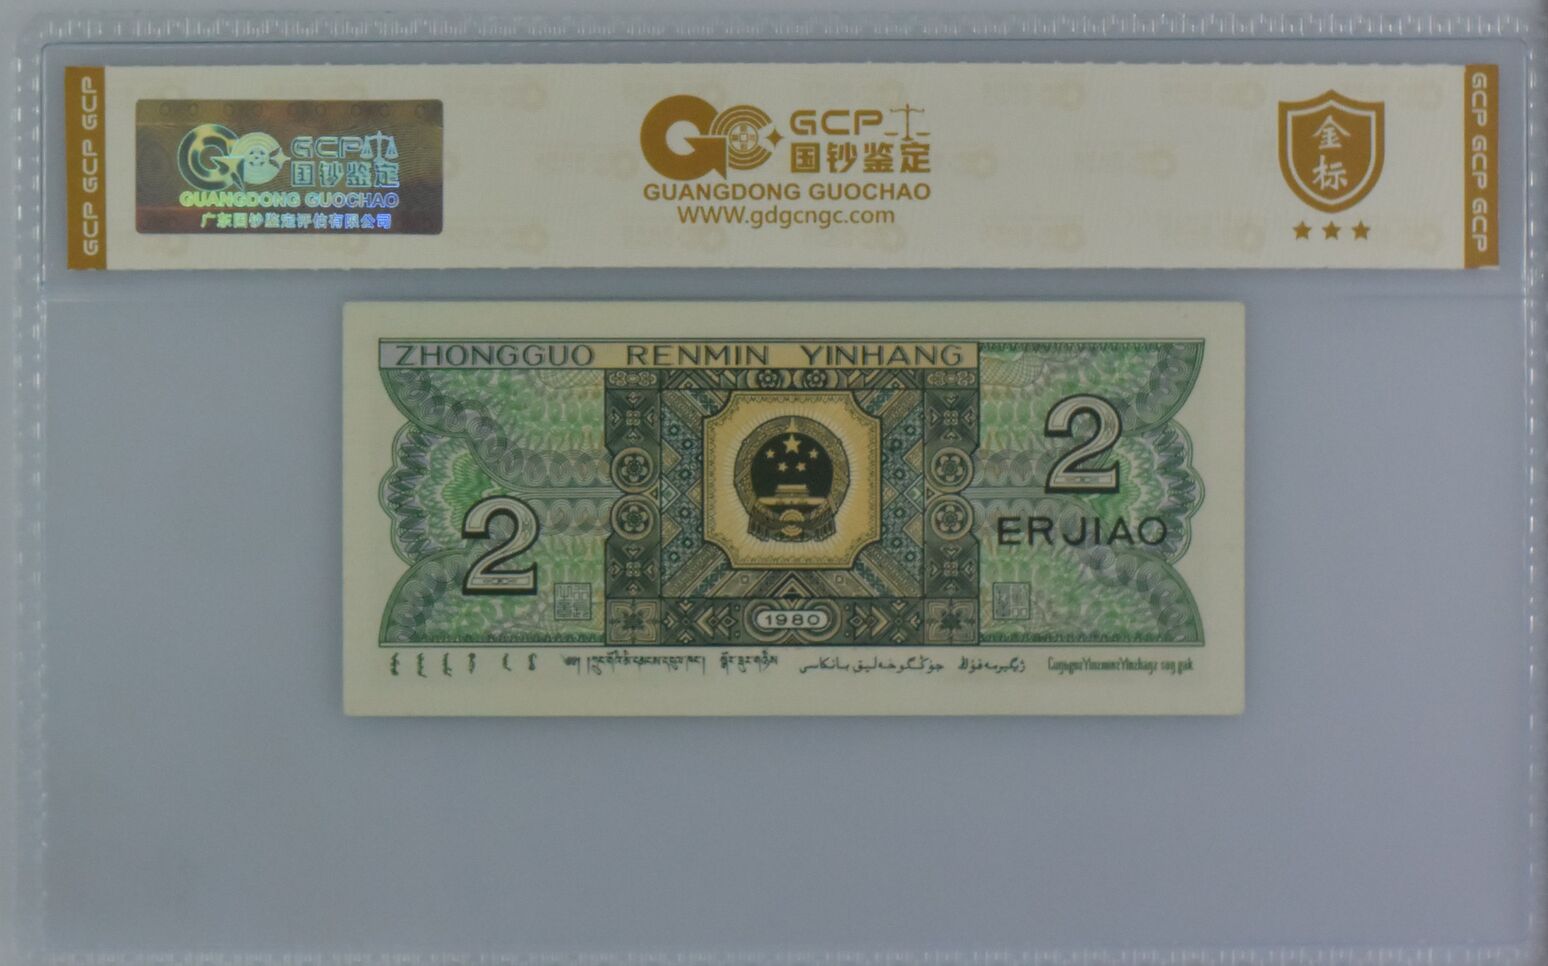 GCP GCP GCP
GCP
国钞鉴定
GUANGDONG GUOCHAO
广东国钞鉴定评估有限公司
GCP
国钞鉴定
GUANGDONG GUOCHAO
WWW.gdgcngc.com
金标
GCP GCP GCP
ZHONGGUO RENMIN YINHANG
2
ER JIAO
2
1980